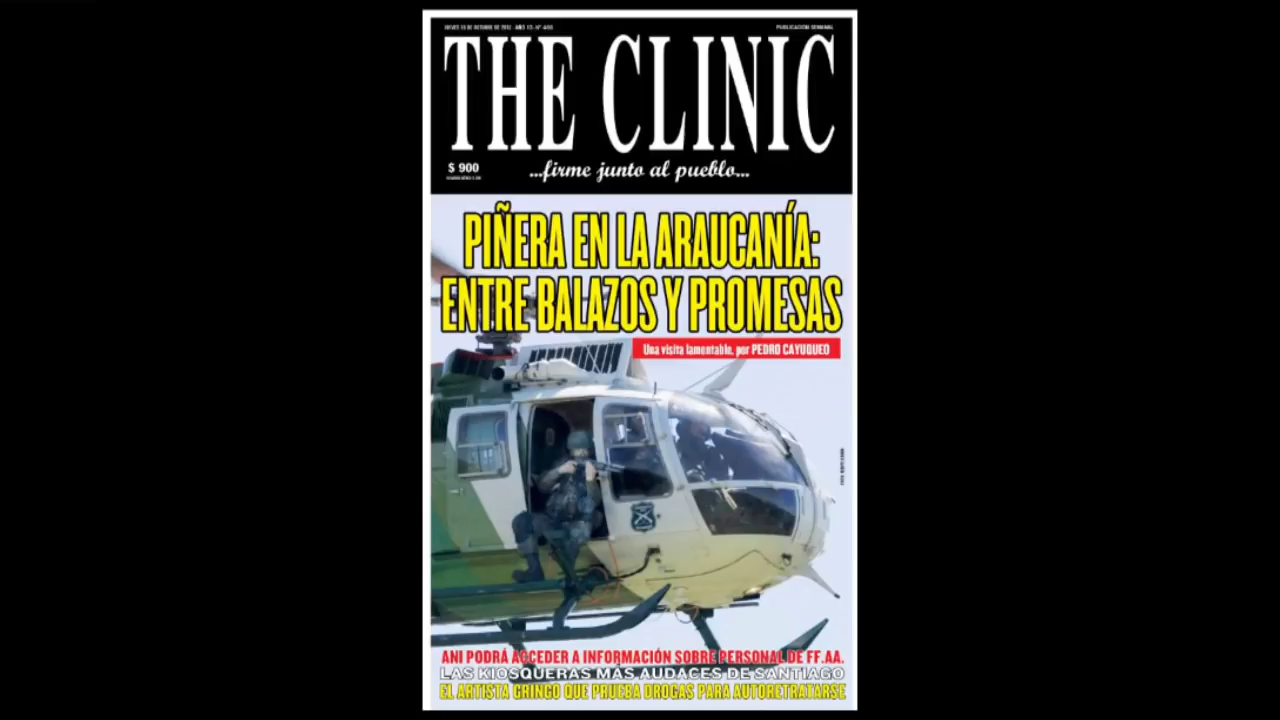 PUBLICACIÓN SEMANAL
THE CLINIC
$ 900
...firme junto al pueblo...
PIÑERA EN LA ARAUCANÍA:
ENTRE BALAZOS Y PROMESAS
Una visita lamentable, por PEDRO CAYUQUEO
ANI PODRÁ ACCEDER A INFORMACIÓN SOBRE PERSONAL DE FF.AA.
LAS KIOSQUERAS MÁS AUDACES DE SANTIAGO
EL ARTISTA GRINGO QUE PRUEBA DROGAS PARA AUTORETRATARSE